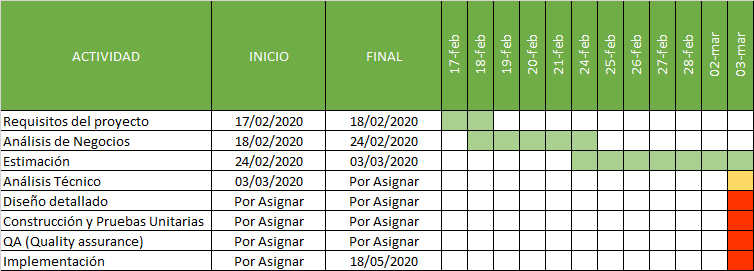 ACTIVIDAD INICIO FINAL 17-feb 18-feb 19-feb 20-feb 21-feb 24-feb 25-feb 26-feb 27-feb 28-feb 02-mar 03-mar
Requisitos del proyecto 17/02/2020 18/02/2020
Análisis de Negocios 18/02/2020 24/02/2020
Estimación 24/02/2020 03/03/2020
Análisis Técnico 03/03/2020 Por Asignar
Diseño detallado Por Asignar Por Asignar
Construcción y Pruebas Unitarias Por Asignar Por Asignar
QA (Quality assurance) Por Asignar Por Asignar
Implementación Por Asignar 18/05/2020